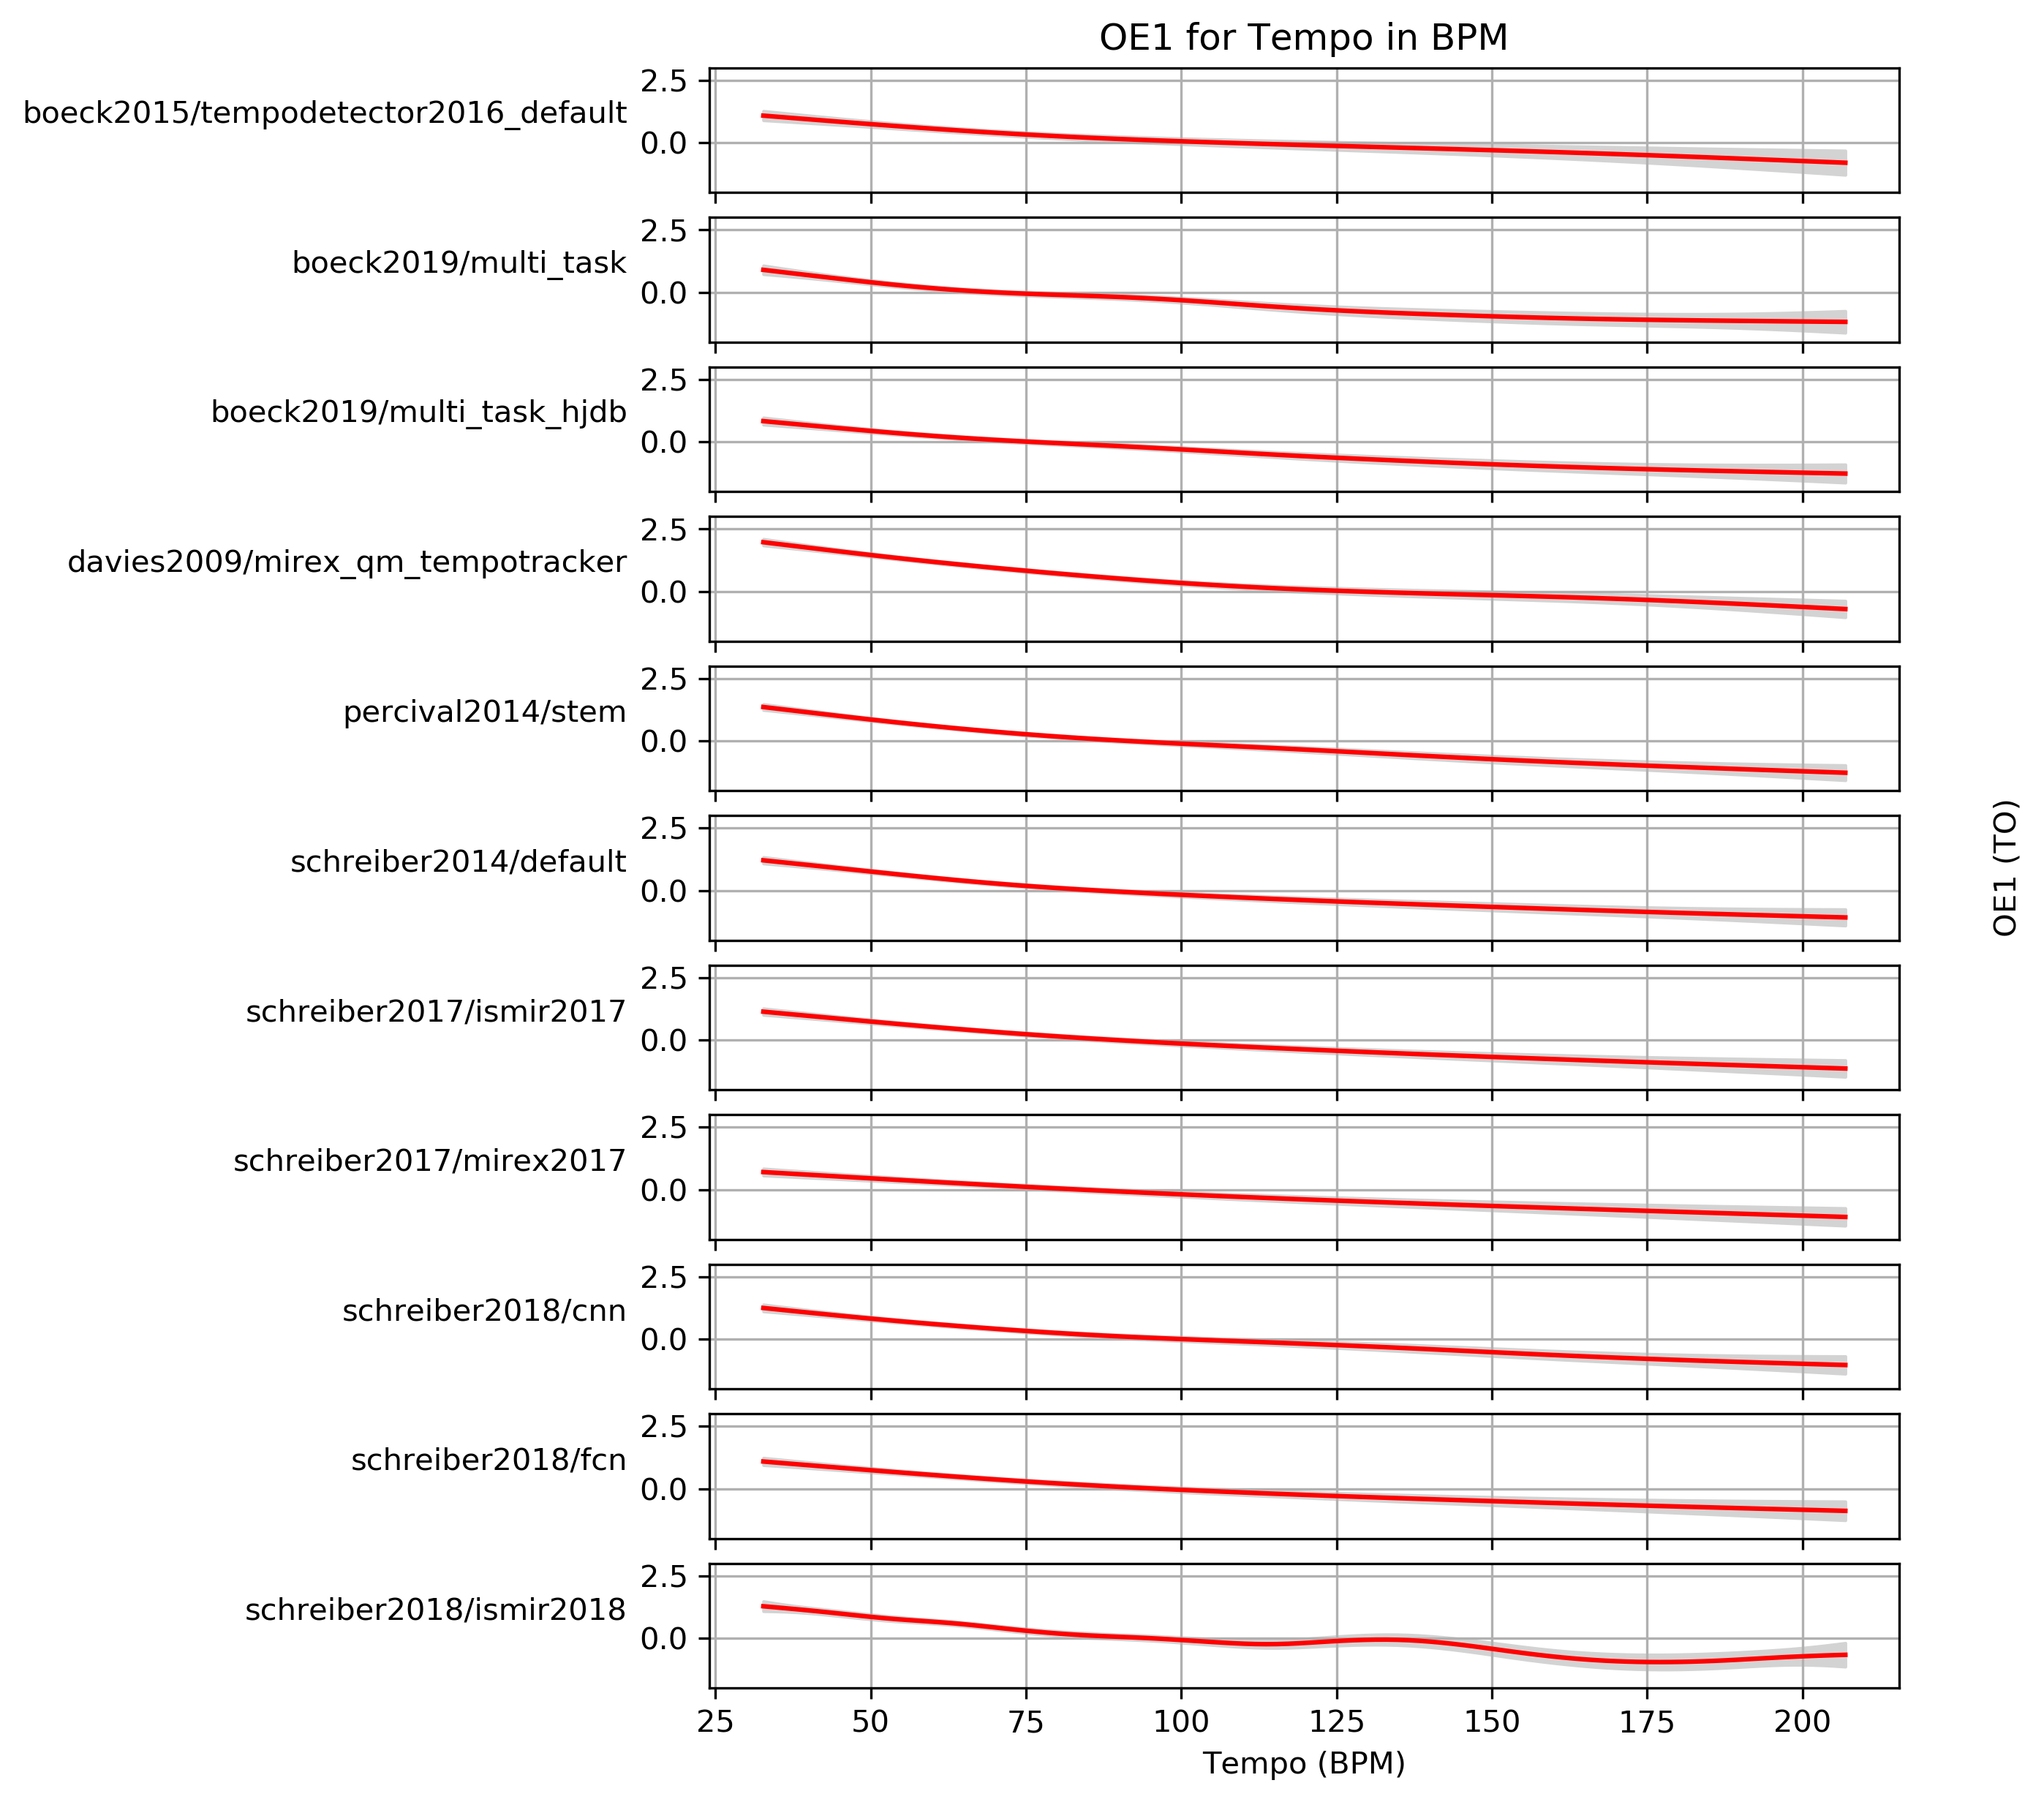 OE1 for Tempo in BPM
boeck2015/tempodetector2016_default
2.5
0.0
boeck2019/multi_task
2.5
0.0
boeck2019/multi_task_hjdb
2.5
0.0
davies2009/mirex_qm_tempotracker
2.5
0.0
percival2014/stem
2.5
0.0
schreiber2014/default
2.5
0.0
schreiber2017/ismir2017
2.5
0.0
schreiber2017/mirex2017
2.5
0.0
schreiber2018/cnn
2.5
0.0
schreiber2018/fcn
2.5
0.0
schreiber2018/ismir2018
2.5
0.0
25 50 75 100 125 150 175 200
Tempo (BPM)
OE1 (TO)